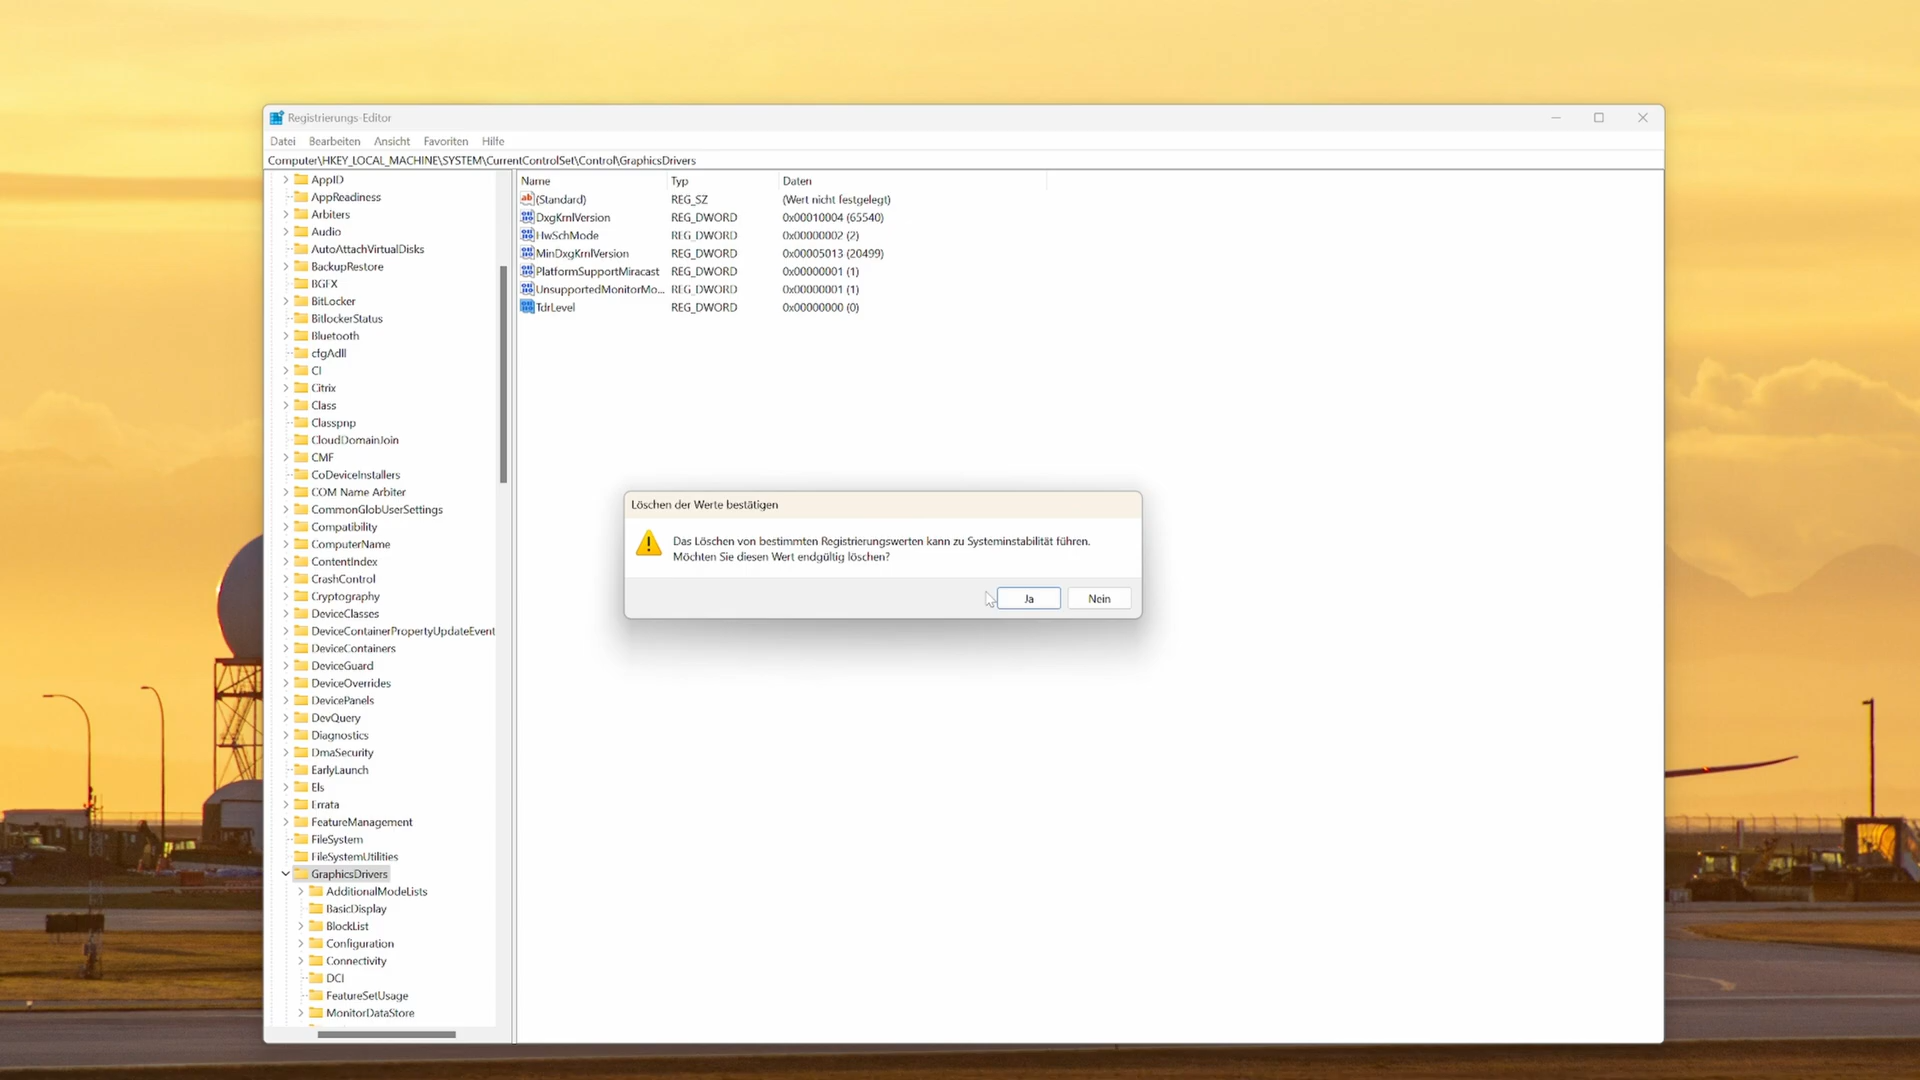 Registrierungs-Editor
Datei Bearbeiten Ansicht Favoriten Hilfe
Computer\HKEY_LOCAL_MACHINE\SYSTEM\CurrentControlSet\Control\GraphicsDrivers
AppID
AppReadiness
Arbiters
Audio
AutoAttachVirtualDisks
BackupRestore
BGFX
BitLocker
BitlockerStatus
Bluetooth
cfgAdll
CI
Citrix
Class
Classpnp
CloudDomainJoin
CMF
CoDeviceInstallers
COM Name Arbiter
CommonGlobUserSettings
Compatibility
ComputerName
ContentIndex
CrashControl
Cryptography
DeviceClasses
DeviceContainerPropertyUpdateEvent
DeviceContainers
DeviceGuard
DeviceOverrides
DevicePanels
DevQuery
Diagnostics
DmaSecurity
EarlyLaunch
Els
Errata
FeatureManagement
FileSystem
FileSystemUtilities
GraphicsDrivers
AdditionalModeLists
BasicDisplay
BlockList
Configuration
Connectivity
DCI
FeatureSetUsage
MonitorDataStore
Name Typ Daten
(Standard) REG_SZ (Wert nicht festgelegt)
DxgKrnlVersion REG_DWORD 0x00010004 (65540)
HwSchMode REG_DWORD 0x00000002 (2)
MinDxgKrnlVersion REG_DWORD 0x00005013 (20499)
PlatformSupportMiracast REG_DWORD 0x00000001 (1)
UnsupportedMonitorMo... REG_DWORD 0x00000001 (1)
TdrLevel REG_DWORD 0x00000000 (0)
Löschen der Werte bestätigen
Das Löschen von bestimmten Registrierungswerten kann zu Systeminstabilität führen.
Möchten Sie diesen Wert endgültig löschen?
Ja Nein